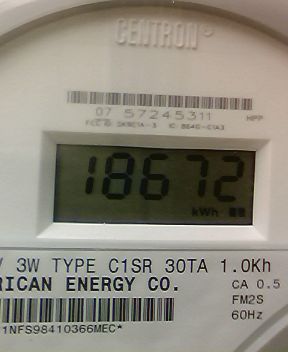 CENTRON®
07 57245311 HPP
18672
kWh
V 3W TYPE C1SR 30TA 1.0Kh
RICAN ENERGY CO. CA 0.5
FM2S
60Hz
1NFS98410366MEC*